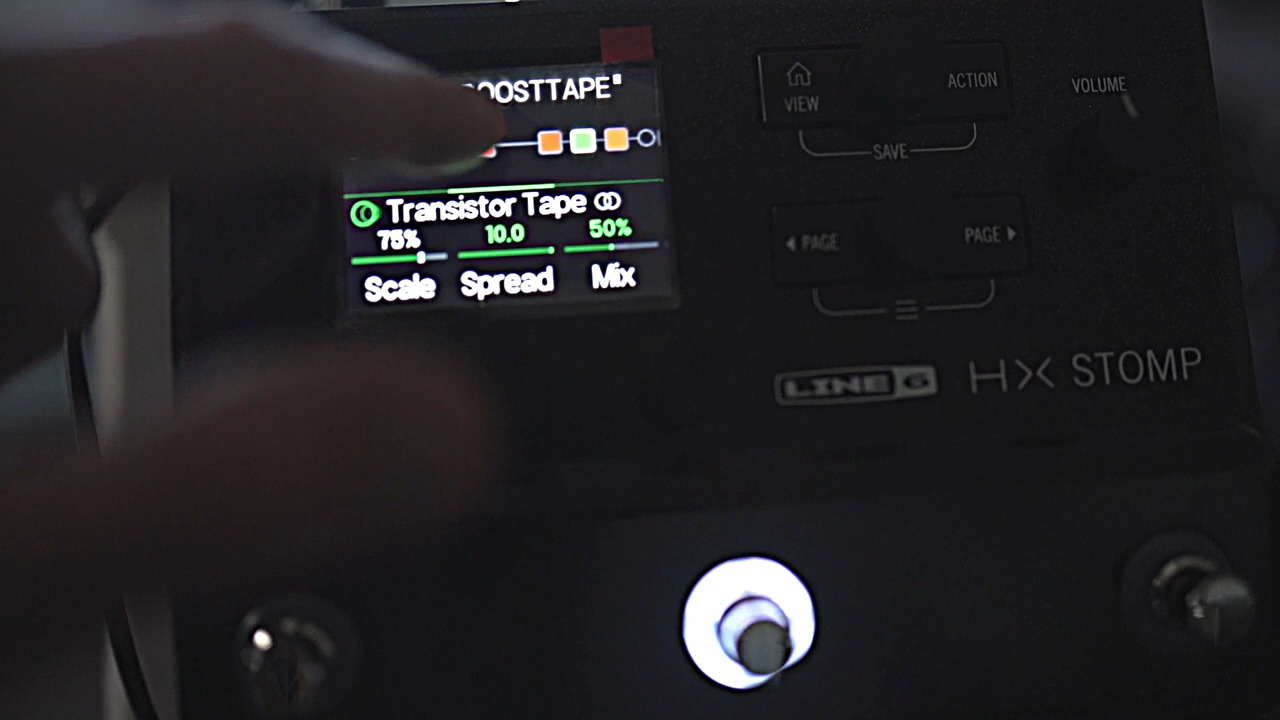 OOSTTAPE"
Transistor Tape
75% 10.0 50%
Scale Spread Mix
VIEW ACTION
SAVE
VOLUME
PAGE PAGE
LINE 6 HX STOMP